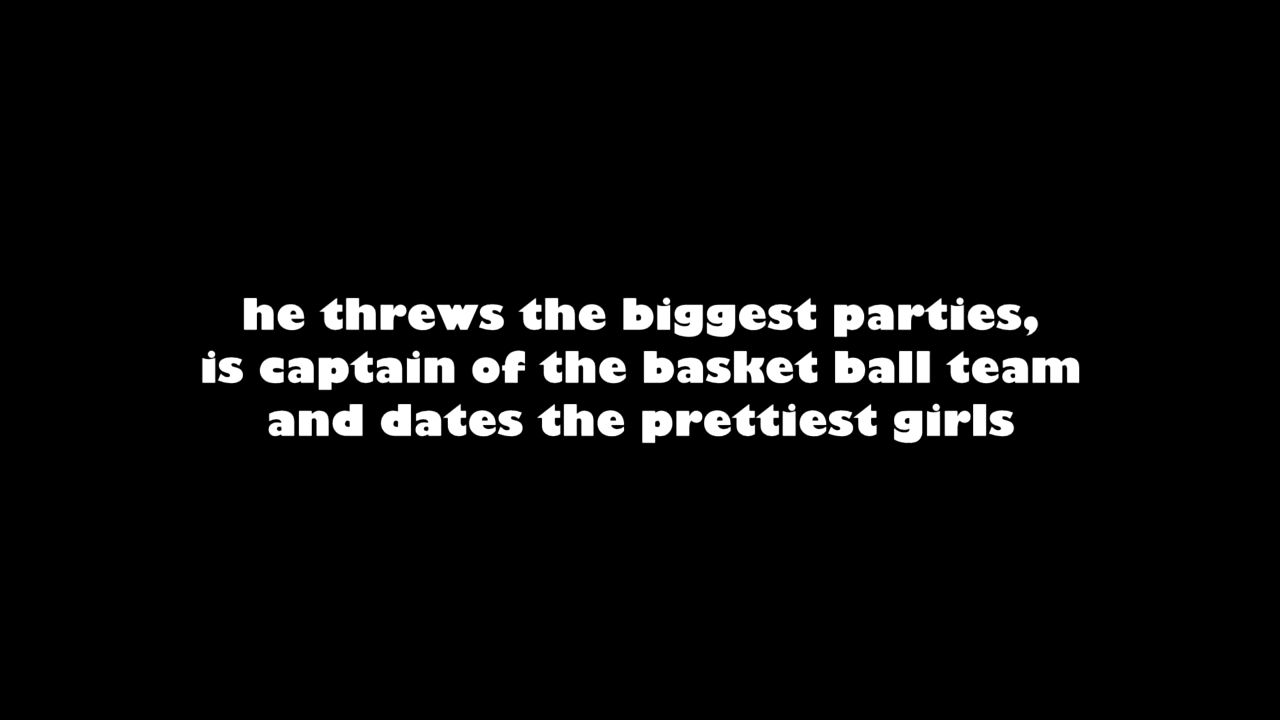 he threws the biggest parties,
is captain of the basket ball team
and dates the prettiest girls